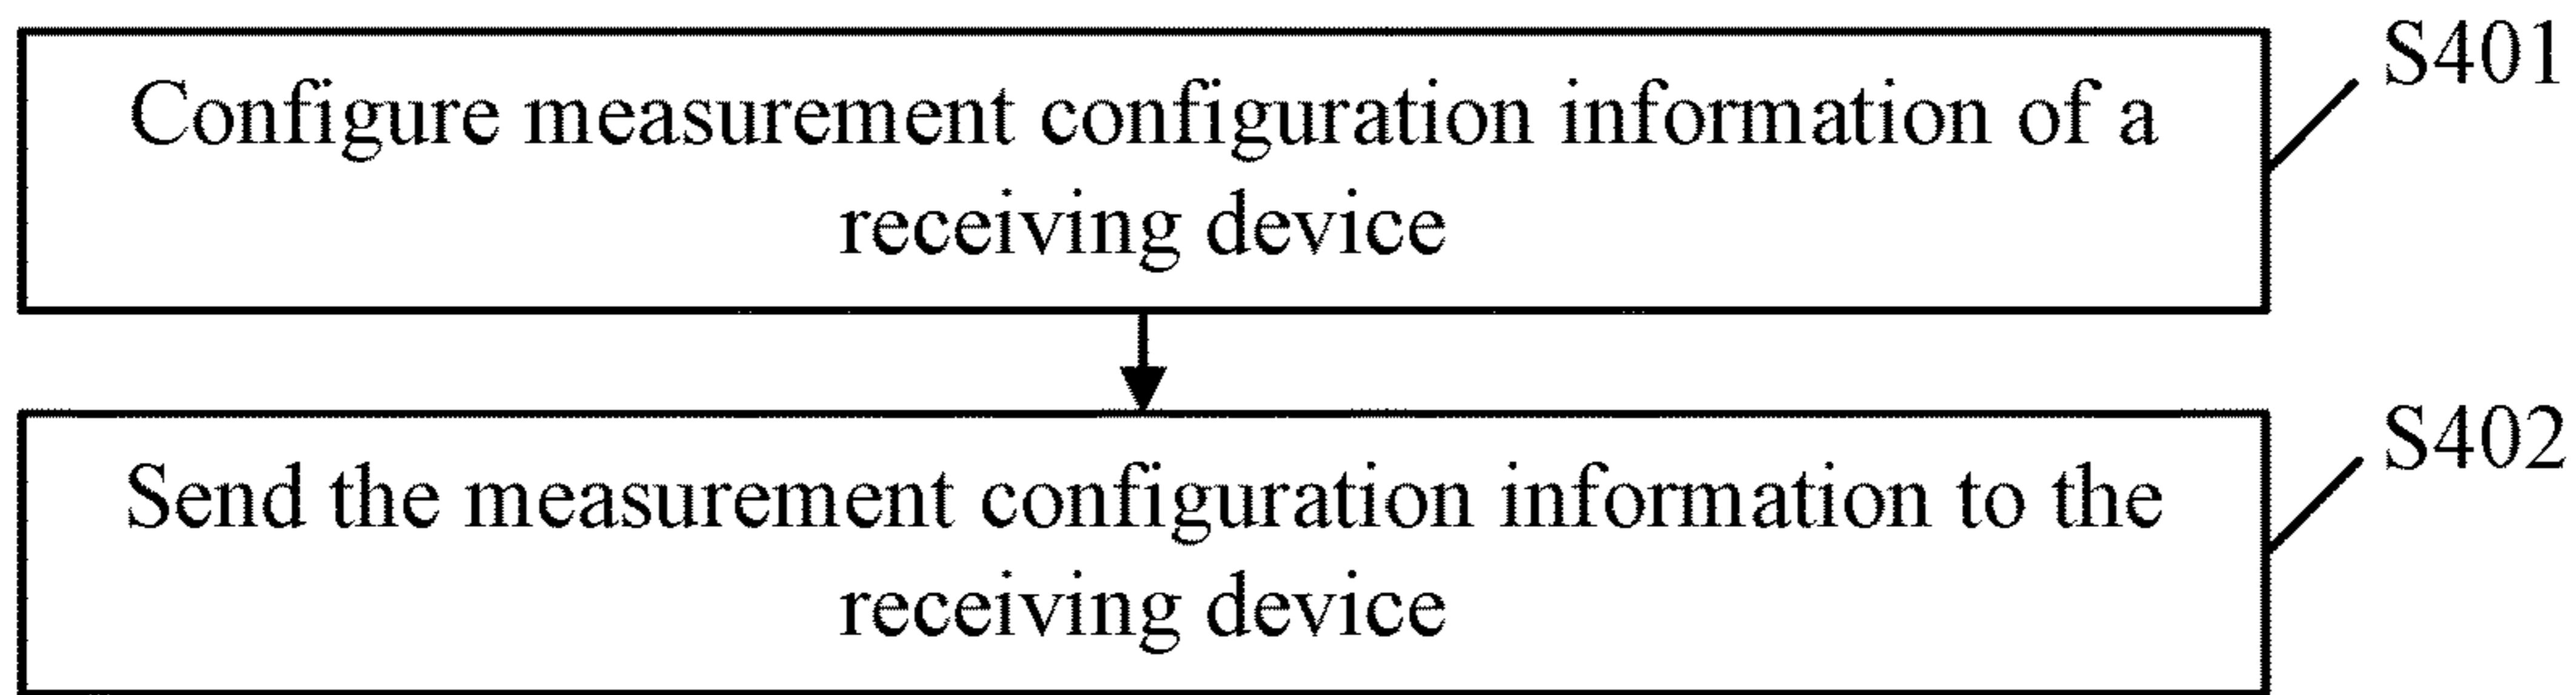 S401
Configure measurement configuration information of a
receiving device
S402
Send the measurement configuration information to the
receiving device